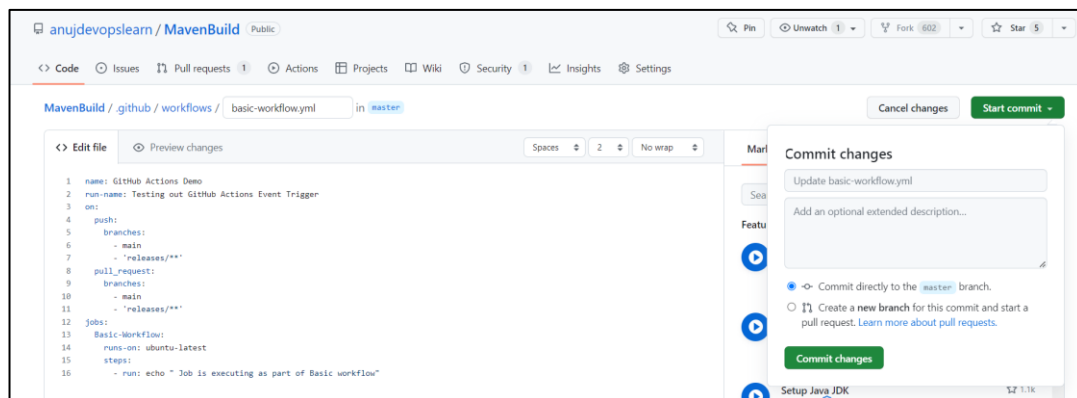 anujdevopslearn / MavenBuild Public
Pin
Unwatch 1
Fork 602
Star 5
<> Code
Issues
Pull requests 1
Actions
Projects
Wiki
Security 1
Insights
Settings
MavenBuild / .github / workflows / basic-workflow.yml in master
Cancel changes
Start commit
<> Edit file
Preview changes
Spaces
2
No wrap
1 name: GitHub Actions Demo
2 run-name: Testing out GitHub Actions Event Trigger
3 on:
4 push:
5 branches:
6 - main
7 - 'releases/**'
8 pull_request:
9 branches:
10 - main
11 - 'releases/**'
12 jobs:
13 Basic-Workflow:
14 runs-on: ubuntu-latest
15 steps:
16 - run: echo " Job is executing as part of Basic workflow"
Mar
Sea
Featu
Commit changes
Update basic-workflow.yml
Add an optional extended description...
Commit directly to the master branch.
Create a new branch for this commit and start a
pull request. Learn more about pull requests.
Commit changes
Setup Java JDK
1.1k